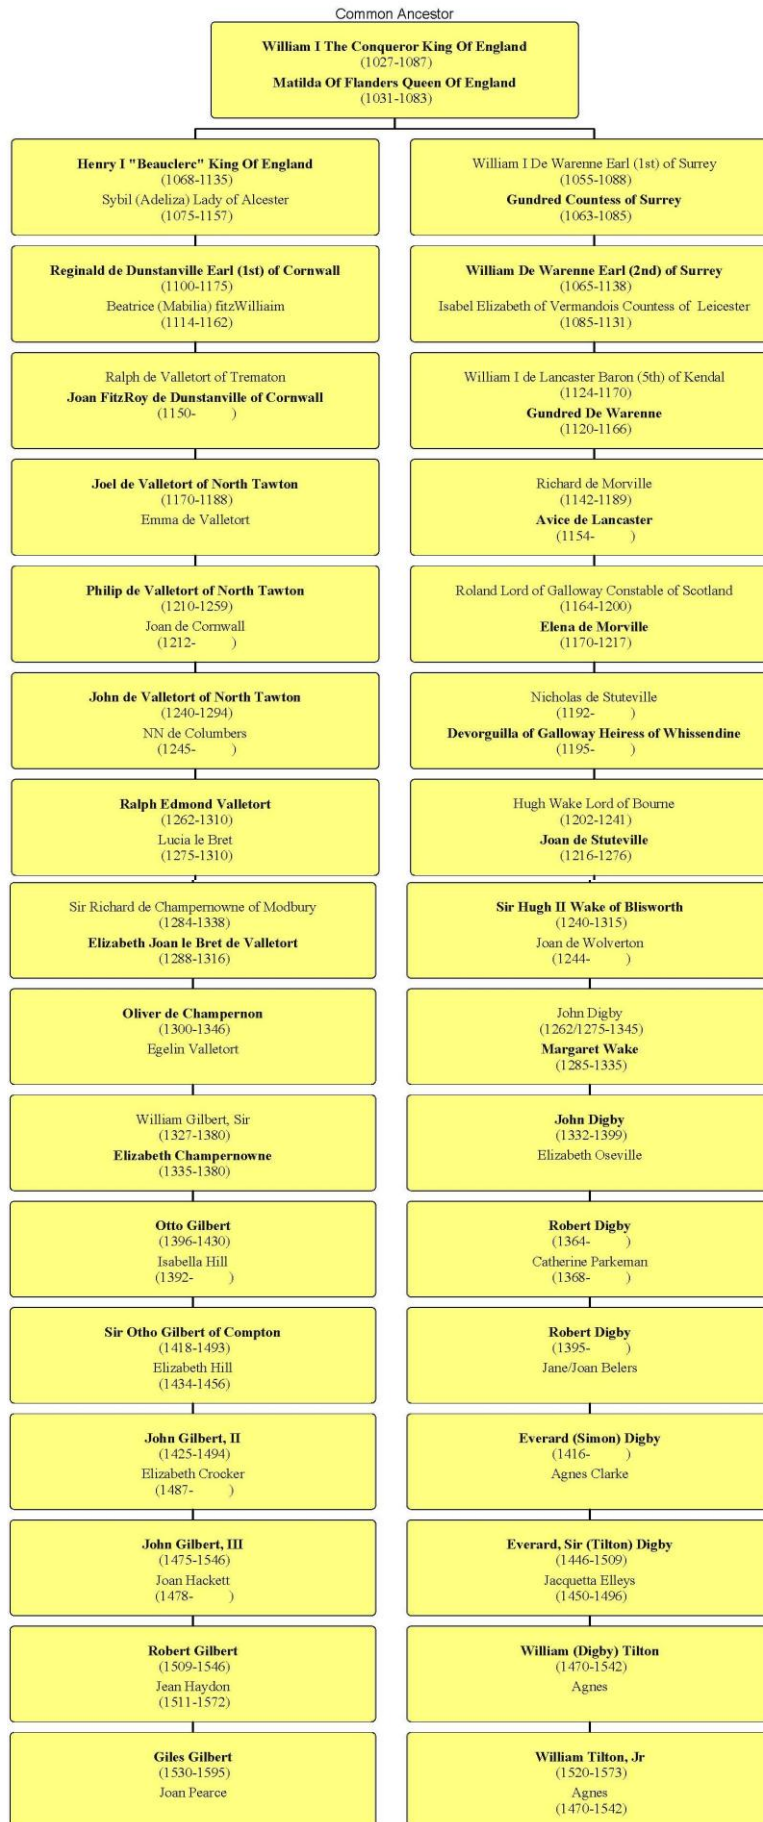 Common Ancestor
William I The Conqueror King Of England
(1027-1087)
Matilda Of Flanders Queen Of England
(1031-1083)
Henry I "Beauclerc" King Of England
(1068-1135)
Sybil (Adeliza) Lady of Alcester
(1075-1157)
William I De Warenne Earl (1st) of Surrey
(1055-1088)
Gundred Countess of Surrey
(1063-1085)
Reginald de Dunstanville Earl (1st) of Cornwall
(1100-1175)
Beatrice (Mabilia) fitzWilliaim
(1114-1162)
William De Warenne Earl (2nd) of Surrey
(1065-1138)
Isabel Elizabeth of Vermandois Countess of Leicester
(1085-1131)
Ralph de Valletort of Trematon
Joan FitzRoy de Dunstanville of Cornwall
(1150- )
William I de Lancaster Baron (5th) of Kendal
(1124-1170)
Gundred De Warenne
(1120-1166)
Joel de Valletort of North Tawton
(1170-1188)
Emma de Valletort
Richard de Morville
(1142-1189)
Avice de Lancaster
(1154- )
Philip de Valletort of North Tawton
(1210-1259)
Joan de Cornwall
(1212- )
Roland Lord of Galloway Constable of Scotland
(1164-1200)
Elena de Morville
(1170-1217)
John de Valletort of North Tawton
(1240-1294)
NN de Columbers
(1245- )
Nicholas de Stuteville
(1192- )
Devorguilla of Galloway Heiress of Whissendine
(1195- )
Ralph Edmond Valletort
(1262-1310)
Lucia le Bret
(1275-1310)
Hugh Wake Lord of Bourne
(1202-1241)
Joan de Stuteville
(1216-1276)
Sir Richard de Champernowne of Modbury
(1284-1338)
Elizabeth Joan le Bret de Valletort
(1288-1316)
Sir Hugh II Wake of Blisworth
(1240-1315)
Joan de Wolverton
(1244- )
Oliver de Champernon
(1300-1346)
Egelin Valletort
John Digby
(1262/1275-1345)
Margaret Wake
(1285-1335)
William Gilbert, Sir
(1327-1380)
Elizabeth Champernowne
(1335-1380)
John Digby
(1332-1399)
Elizabeth Oseville
Otto Gilbert
(1396-1430)
Isabella Hill
(1392- )
Robert Digby
(1364- )
Catherine Parkeman
(1368- )
Sir Otho Gilbert of Compton
(1418-1493)
Elizabeth Hill
(1434-1456)
Robert Digby
(1395- )
Jane/Joan Belers
John Gilbert, II
(1425-1494)
Elizabeth Crocker
(1487- )
Everard (Simon) Digby
(1416- )
Agnes Clarke
John Gilbert, III
(1475-1546)
Joan Hackett
(1478- )
Everard, Sir (Tilton) Digby
(1446-1509)
Jacquetta Elleys
(1450-1496)
Robert Gilbert
(1509-1546)
Jean Haydon
(1511-1572)
William (Digby) Tilton
(1470-1542)
Agnes
Giles Gilbert
(1530-1595)
Joan Pearce
William Tilton, Jr
(1520-1573)
Agnes
(1470-1542)